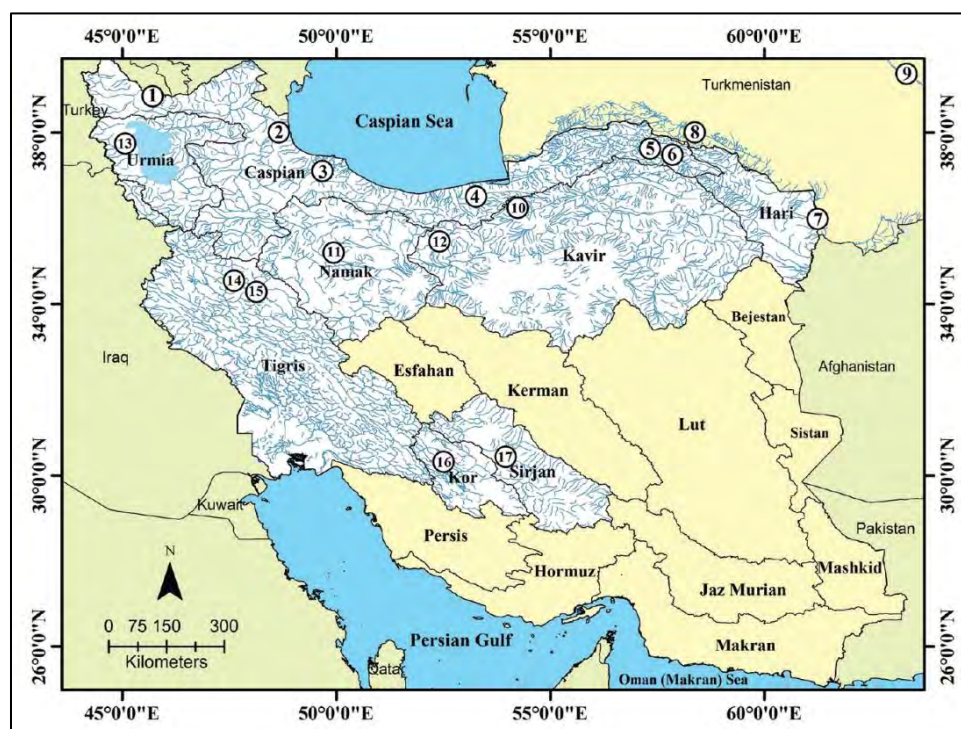 45°0'0"E 50°0'0"E 55°0'0"E 60°0'0"E
38°0'0"N
34°0'0"N
30°0'0"N
26°0'0"N
38°0'0"N
34°0'0"N
30°0'0"N
26°0'0"N
9
Turkmenistan
1
Turkey
Caspian Sea
2
8
13
Urmia
5
6
Caspian
3
4
10
Hari
7
12
11
Namak
Kavir
14
15
Bejestan
Iraq
Tigris
Esfahan
Kerman
Afghanistan
Lut
Sistan
16
Kor
17
Sirjan
Kuwait
Pakistan
Persis
Mashkid
Hormuz
N
Jaz Murian
0 75 150 300
Kilometers
Persian Gulf
Makran
Qatar
Oman (Makran) Sea
45°0'0"E 50°0'0"E 55°0'0"E 60°0'0"E